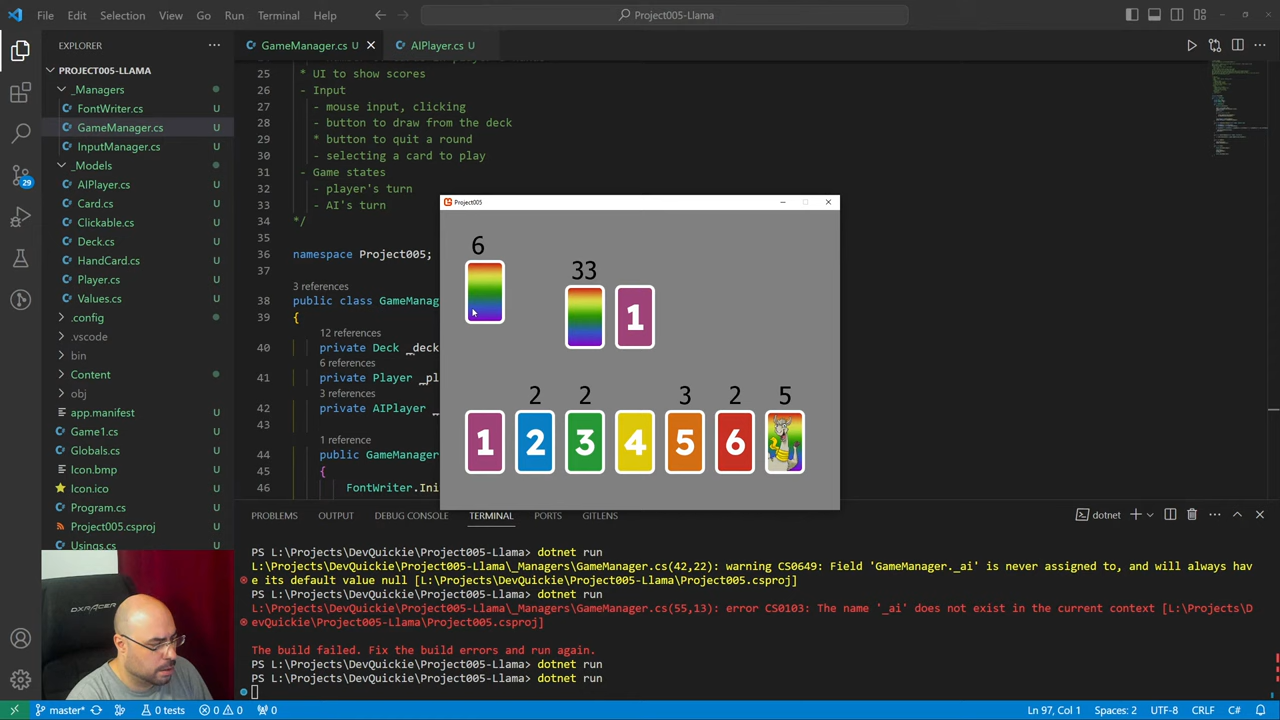 File Edit Selection View Go Run Terminal Help
Project005-Llama
EXPLORER
GameManager.cs U
AIPlayer.cs U
PROJECT005-LLAMA
_Managers
FontWriter.cs U
GameManager.cs U
InputManager.cs U
_Models
AIPlayer.cs U
Card.cs U
Clickable.cs U
Deck.cs U
HandCard.cs U
Player.cs U
Values.cs U
.config
.vscode
bin
Content
obj
app.manifest U
Game1.cs U
Globals.cs U
Icon.bmp U
Icon.ico U
Program.cs U
Project005.csproj U
Usings.cs U
29
25 * UI to show scores
26 - Input
27 - mouse input, clicking
28 - button to draw from the deck
29 * button to quit a round
30 - selecting a card to play
31 - Game states
32 - player's turn
33 - AI's turn
34 */
35
36 namespace Project005;
37
3 references
38 public class GameManag
39 {
12 references
40 private Deck _deck
6 references
41 private Player _pl
3 references
42 private AIPlayer
43
1 reference
44 public GameManag
45 {
46 FontWriter.Ini
Project005
6
33
1
2 2 3 2 5
1 2 3 4 5 6
PROBLEMS OUTPUT DEBUG CONSOLE TERMINAL PORTS GITLENS
dotnet
PS L:\Projects\DevQuickie\Project005-Llama> dotnet run
L:\Projects\DevQuickie\Project005-Llama\_Managers\GameManager.cs(42,22): warning CS0649: Field 'GameManager._ai' is never assigned to, and will always hav
e its default value null [L:\Projects\DevQuickie\Project005-Llama\Project005.csproj]
PS L:\Projects\DevQuickie\Project005-Llama> dotnet run
L:\Projects\DevQuickie\Project005-Llama\_Managers\GameManager.cs(55,13): error CS0103: The name '_ai' does not exist in the current context [L:\Projects\D
evQuickie\Project005-Llama\Project005.csproj]
The build failed. Fix the build errors and run again.
PS L:\Projects\DevQuickie\Project005-Llama> dotnet run
PS L:\Projects\DevQuickie\Project005-Llama> dotnet run
DXRACER
master* 0 tests 0 0 0
Ln 97, Col 1 Spaces: 2 UTF-8 CRLF C#